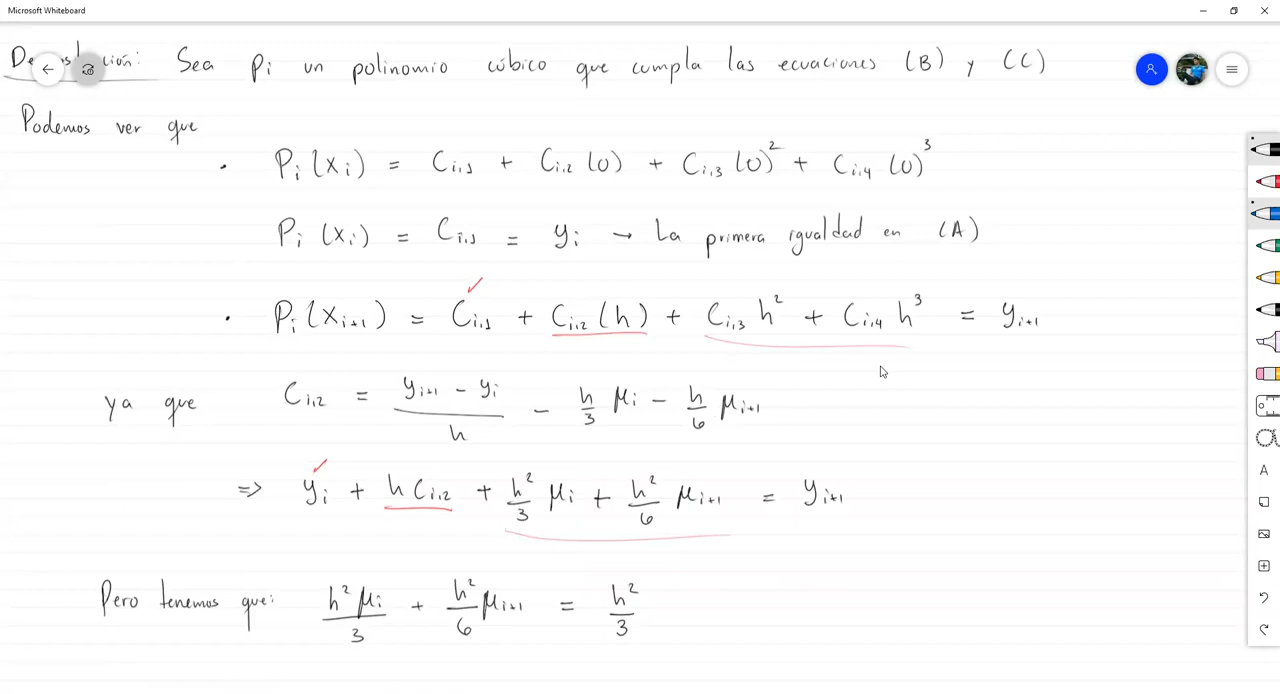 Microsoft Whiteboard
Sea Pi un polinomio cúbico que cumpla las ecuaciones (B) y (C)
Podemos ver que
· Pi(xi) = Ci,1 + Ci,2 (0) + Ci,3 (0)² + Ci,4 (0)³
Pi (xi) = Ci,1 = yi → La primera igualdad en (A)
· Pi(xi+1) = Ci,1 + Ci,2 (h) + Ci,3 h² + Ci,4 h³ = yi+1
ya que Ci,2 = (yi+1 - yi)/h - h/3 μi - h/6 μi+1
=> yi + h Ci,2 + h²/3 μi + h²/6 μi+1 = yi+1
Pero tenemos que: h² μi/3 + h²/6 μi+1 = h²/3
A